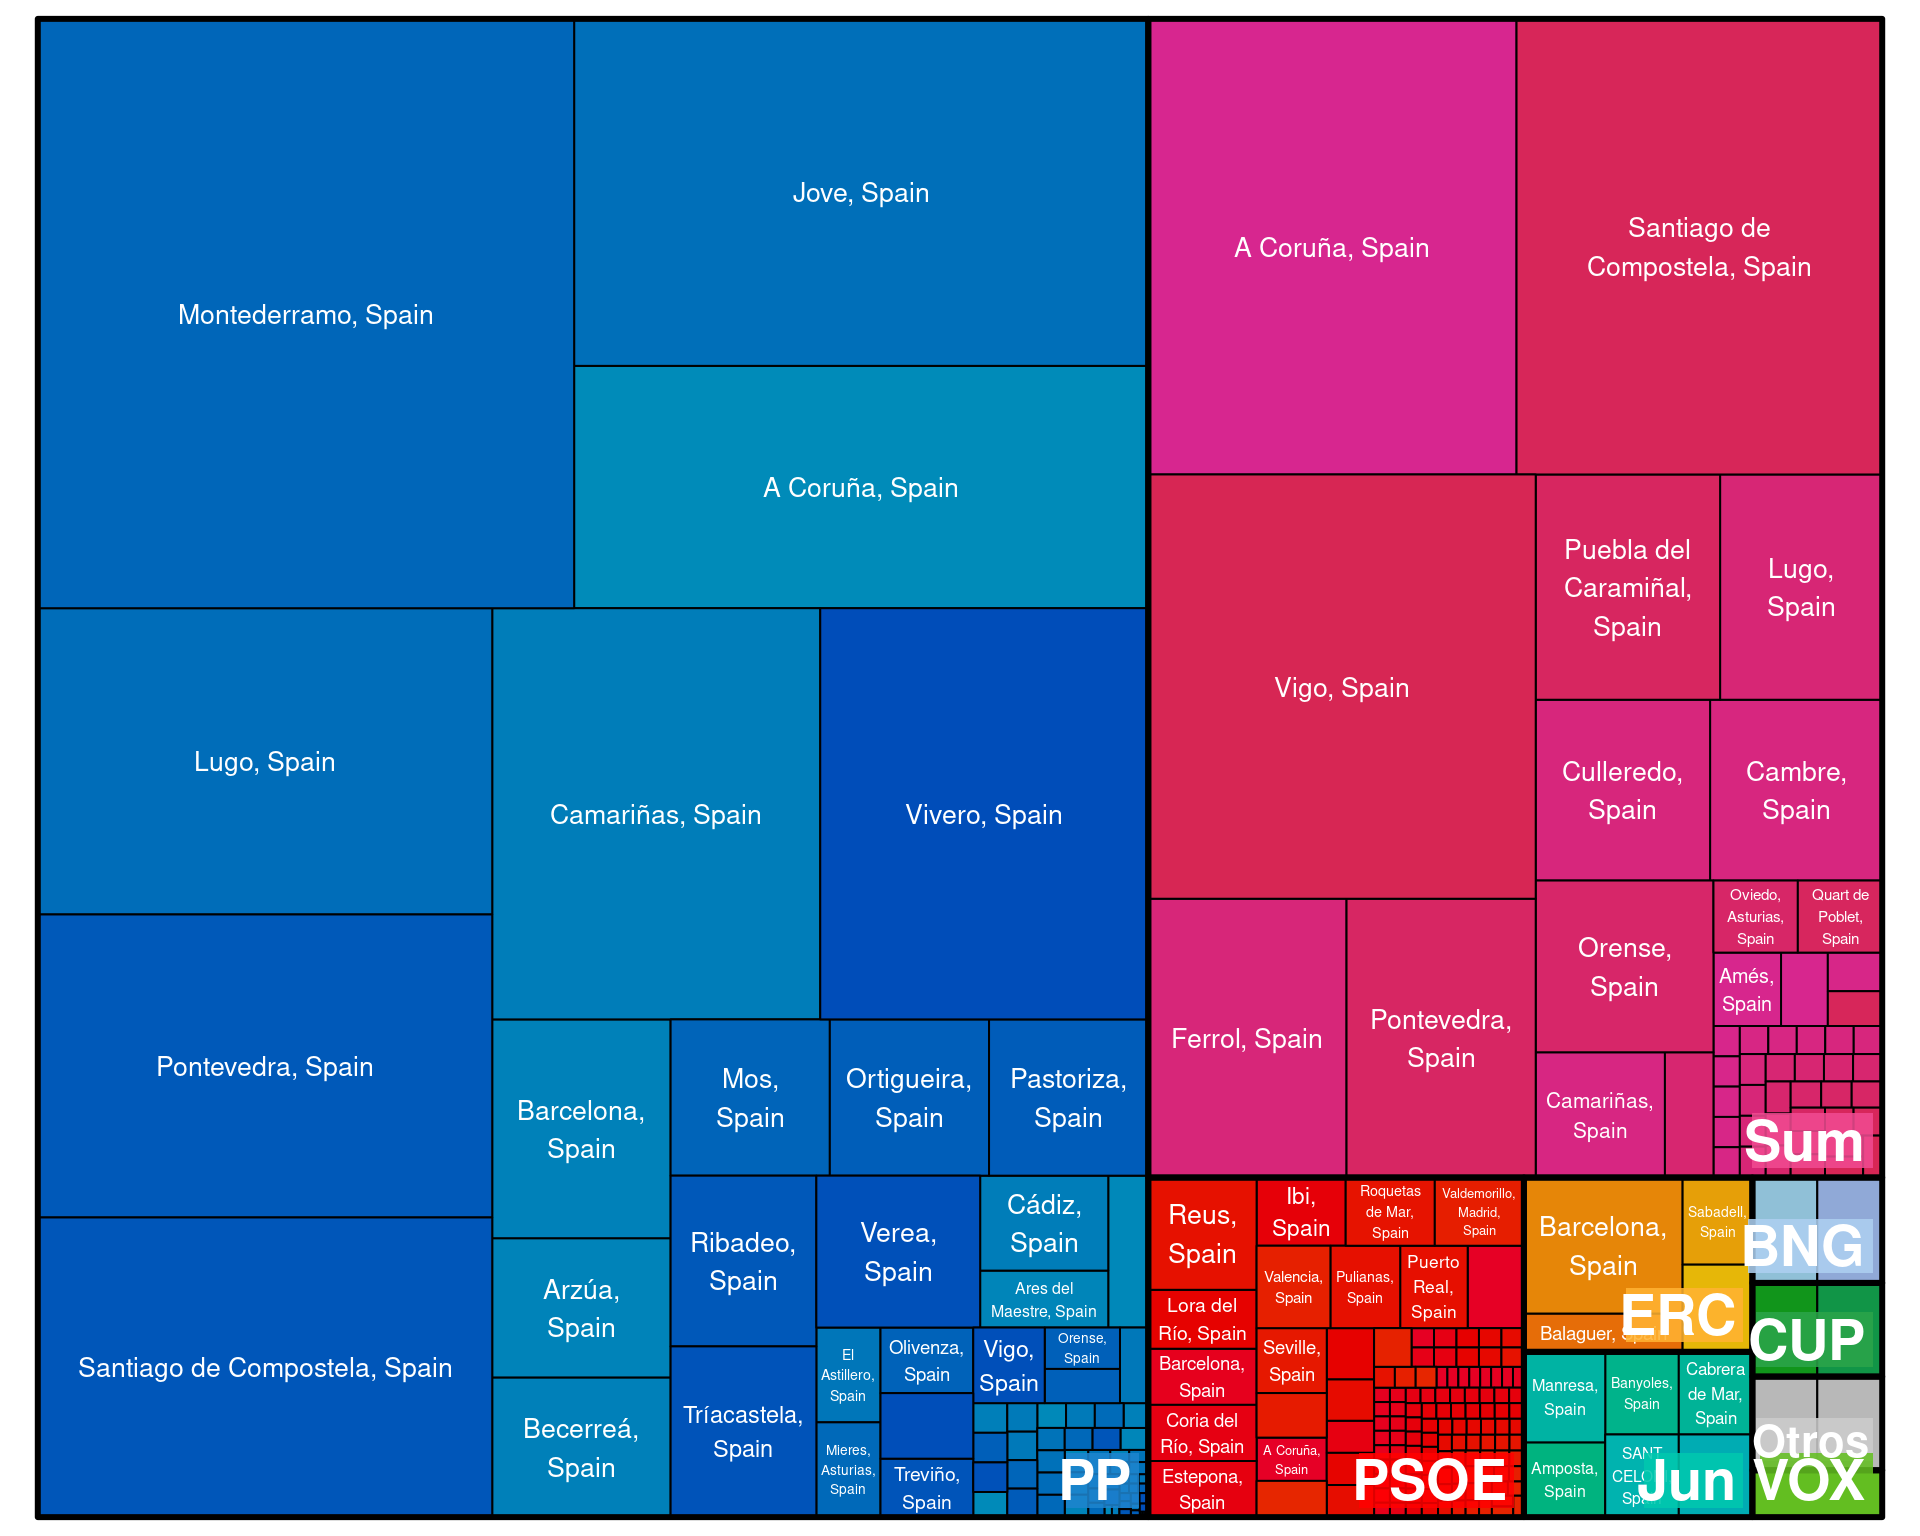 Montederramo, Spain
Jove, Spain
A Coruña, Spain
Lugo, Spain
Pontevedra, Spain
Santiago de Compostela, Spain
Camariñas, Spain
Vivero, Spain
Barcelona,
Spain
Arzúa,
Spain
Becerreá,
Spain
Mos,
Spain
Ortigueira,
Spain
Pastoriza,
Spain
Ribadeo,
Spain
Tríacastela,
Spain
Verea,
Spain
Cádiz,
Spain
Ares del
Maestre, Spain
El
Astillero,
Spain
Mieres,
Asturias,
Spain
Olivenza,
Spain
Treviño,
Spain
Vigo,
Spain
Orense,
Spain
PP
A Coruña, Spain
Santiago de
Compostela, Spain
Vigo, Spain
Puebla del
Caramiñal,
Spain
Lugo,
Spain
Culleredo,
Spain
Cambre,
Spain
Ferrol, Spain
Pontevedra,
Spain
Orense,
Spain
Camariñas,
Spain
Oviedo,
Asturias,
Spain
Quart de
Poblet,
Spain
Amés,
Spain
Sum
Reus,
Spain
Lora del
Río, Spain
Barcelona,
Spain
Coria del
Río, Spain
Estepona,
Spain
Ibi,
Spain
Roquetas
de Mar,
Spain
Valdemorillo,
Madrid,
Spain
Valencia,
Spain
Pulianas,
Spain
Puerto
Real,
Spain
Seville,
Spain
A Coruña,
Spain
PSOE
Barcelona,
Spain
Sabadell,
Spain
Balaguer,
ERC
Manresa,
Spain
Amposta,
Spain
Banyoles,
Spain
Cabrera
de Mar,
Spain
SANT
Jun
BNG
CUP
Otros
VOX